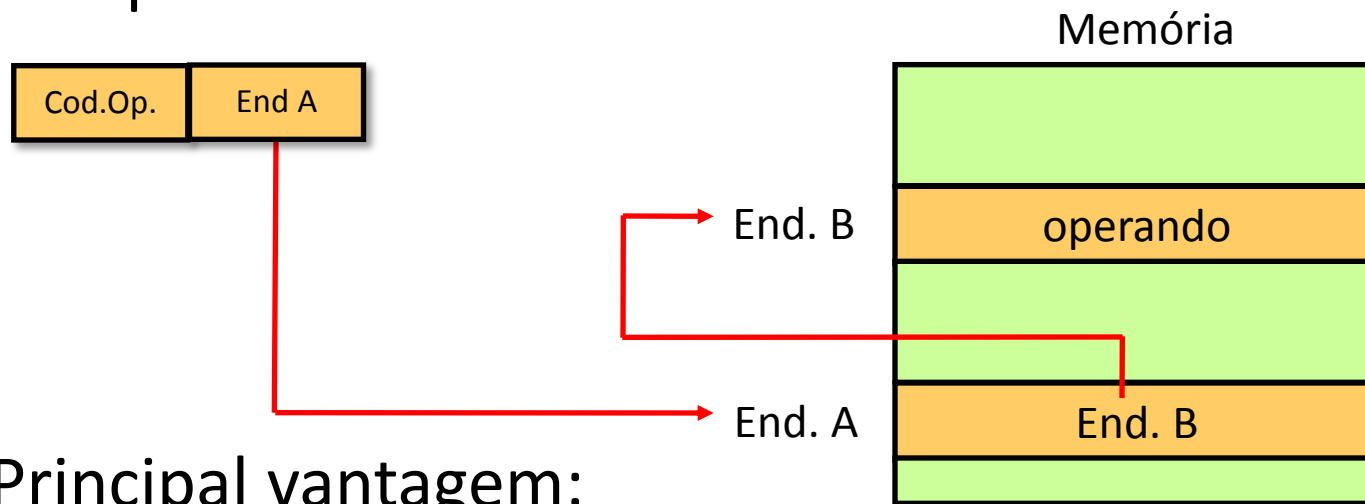 Memória
Cod.Op. End A
End. B operando
End. A End. B
Principal vantagem: